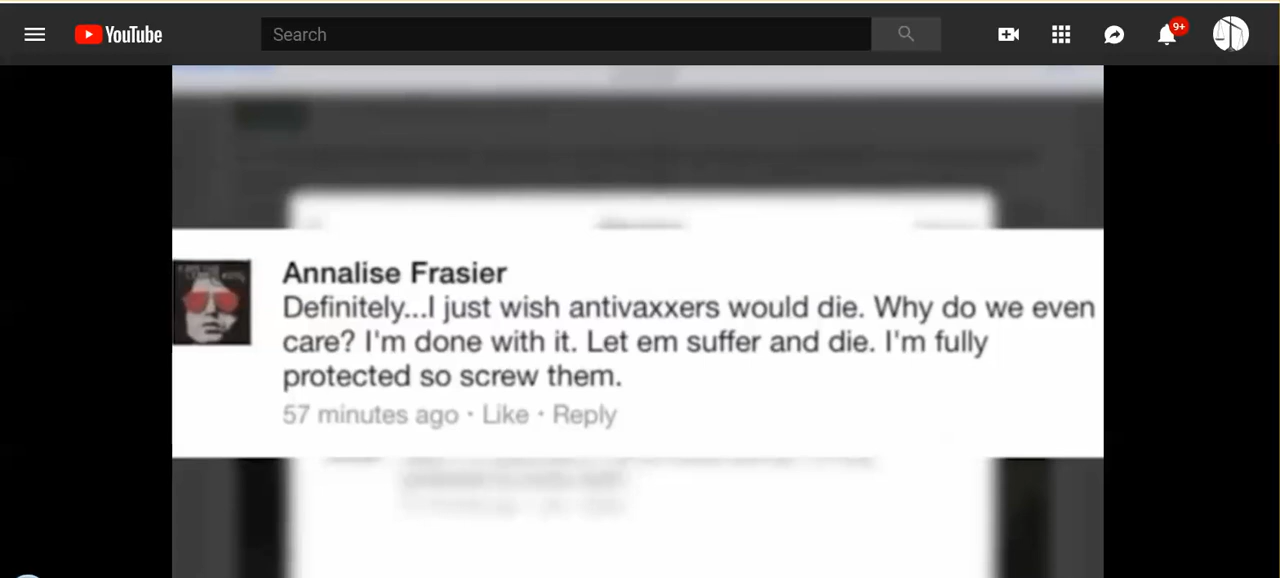 YouTube
Search
9+
Annalise Frasier
Definitely...I just wish antivaxxers would die. Why do we even
care? I'm done with it. Let em suffer and die. I'm fully
protected so screw them.
57 minutes ago · Like · Reply